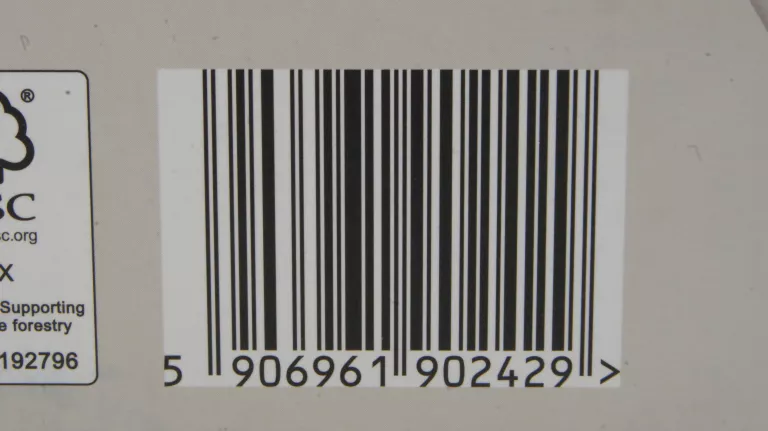 ®
SC
sc.org
X
Supporting
e forestry
192796
5 906961 902429 >